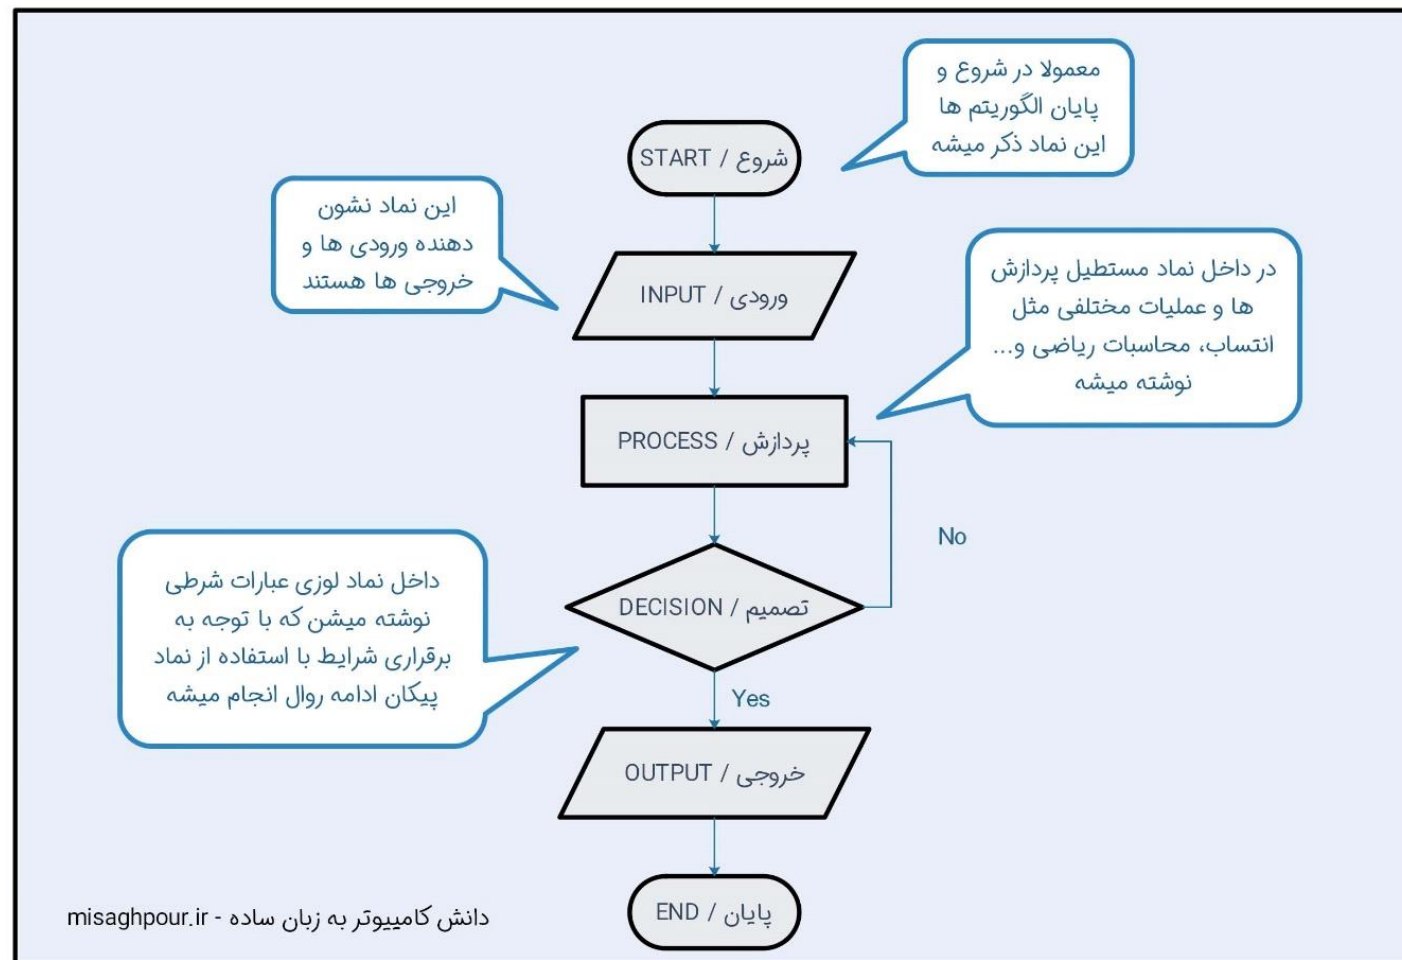 معمولا در شروع و
پایان الگوریتم ها
این نماد ذکر میشه
START / شروع
این نماد نشون
دهنده ورودی ها و
خروجی ها هستند
INPUT / ورودی
در داخل نماد مستطیل پردازش
ها و عملیات مختلفی مثل
انتساب، محاسبات ریاضی و...
نوشته میشه
PROCESS / پردازش
No
داخل نماد لوزی عبارات شرطی
نوشته میشن که با توجه به
برقراری شرایط با استفاده از نماد
پیکان ادامه روال انجام میشه
DECISION / تصمیم
Yes
OUTPUT / خروجی
END / پایان
دانش کامپیوتر به زبان ساده - misaghpour.ir